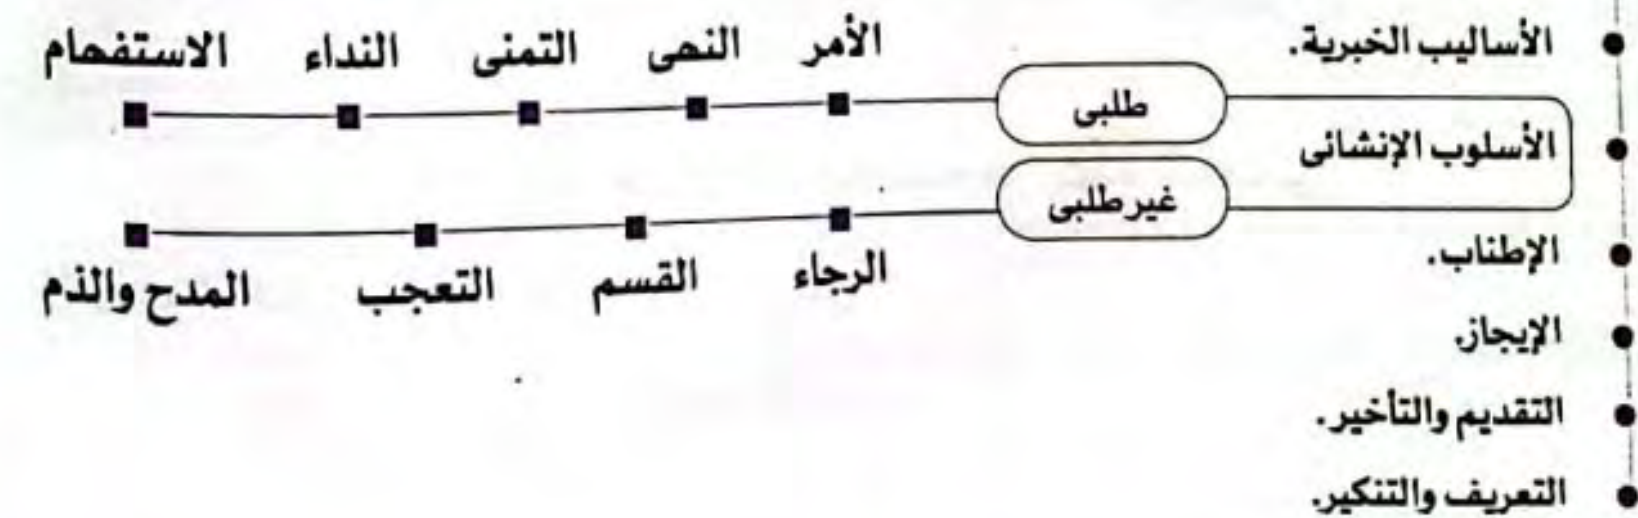 الأساليب الخبرية.
الأسلوب الإنشائى
طلبى
الأمر النهى التمنى النداء الاستفهام
غير طلبى
الرجاء القسم التعجب المدح والذم
الإطناب.
الإيجاز.
التقديم والتأخير.
التعريف والتنكير.